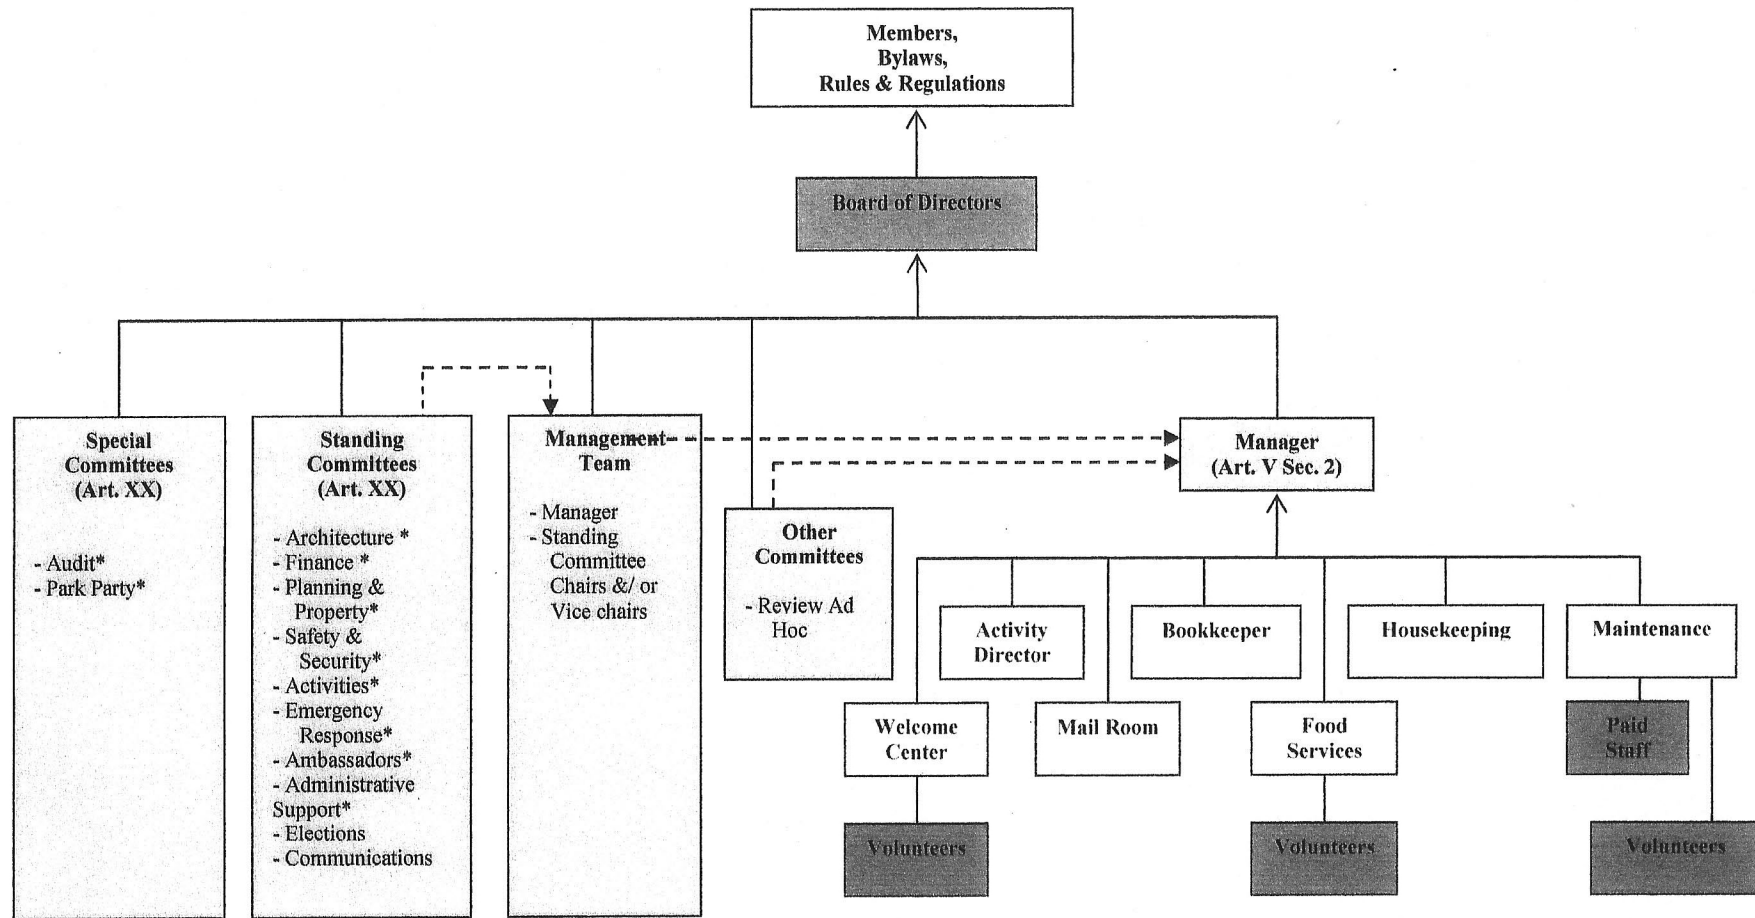 Members,
Bylaws,
Rules & Regulations
Board of Directors
Special
Committees
(Art. XX)
- Audit*
- Park Party*
Standing
Committees
(Art. XX)
- Architecture *
- Finance *
- Planning &
Property*
- Safety &
Security*
- Activities*
- Emergency
Response*
- Ambassadors*
- Administrative
Support*
- Elections
- Communications
Management
Team
- Manager
- Standing
Committee
Chairs &/ or
Vice chairs
Other
Committees
- Review Ad
Hoc
Manager
(Art. V Sec. 2)
Activity
Director
Bookkeeper
Housekeeping
Maintenance
Welcome
Center
Mail Room
Food
Services
Paid
Staff
Volunteers
Volunteers
Volunteers